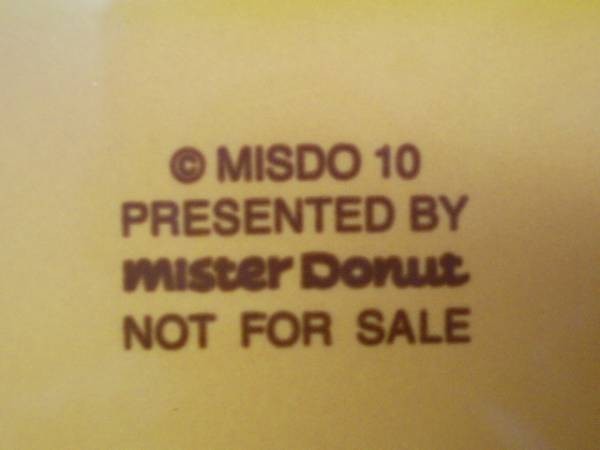 © MISDO 10
PRESENTED BY
mister Donut
NOT FOR SALE